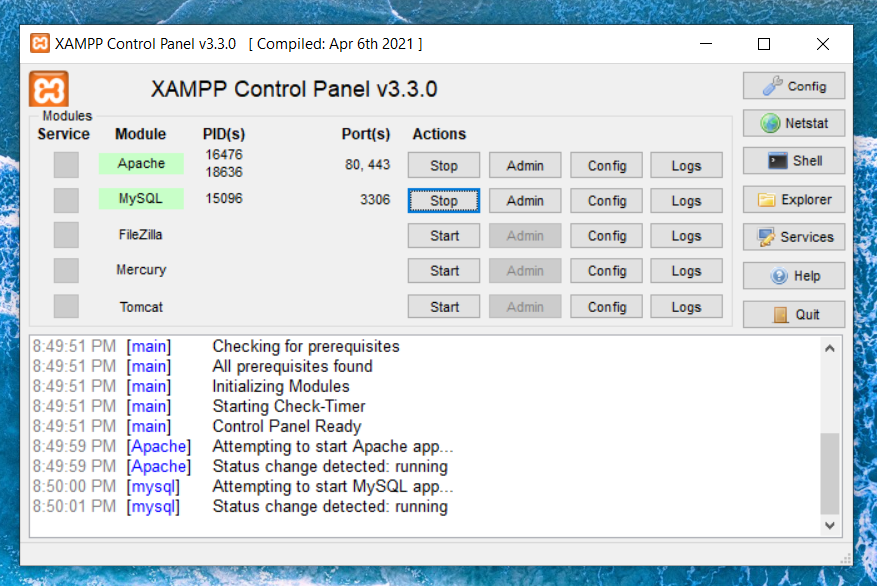 XAMPP Control Panel v3.3.0 [ Compiled: Apr 6th 2021 ]
XAMPP Control Panel v3.3.0
Config
Modules
Service Module PID(s) Port(s) Actions
Netstat
Apache 16476 18636 80, 443 Stop Admin Config Logs
Shell
MySQL 15096 3306 Stop Admin Config Logs
Explorer
FileZilla Start Admin Config Logs
Services
Mercury Start Admin Config Logs
Help
Tomcat Start Admin Config Logs
Quit
8:49:51 PM [main] Checking for prerequisites
8:49:51 PM [main] All prerequisites found
8:49:51 PM [main] Initializing Modules
8:49:51 PM [main] Starting Check-Timer
8:49:51 PM [main] Control Panel Ready
8:49:59 PM [Apache] Attempting to start Apache app...
8:49:59 PM [Apache] Status change detected: running
8:50:00 PM [mysql] Attempting to start MySQL app...
8:50:01 PM [mysql] Status change detected: running